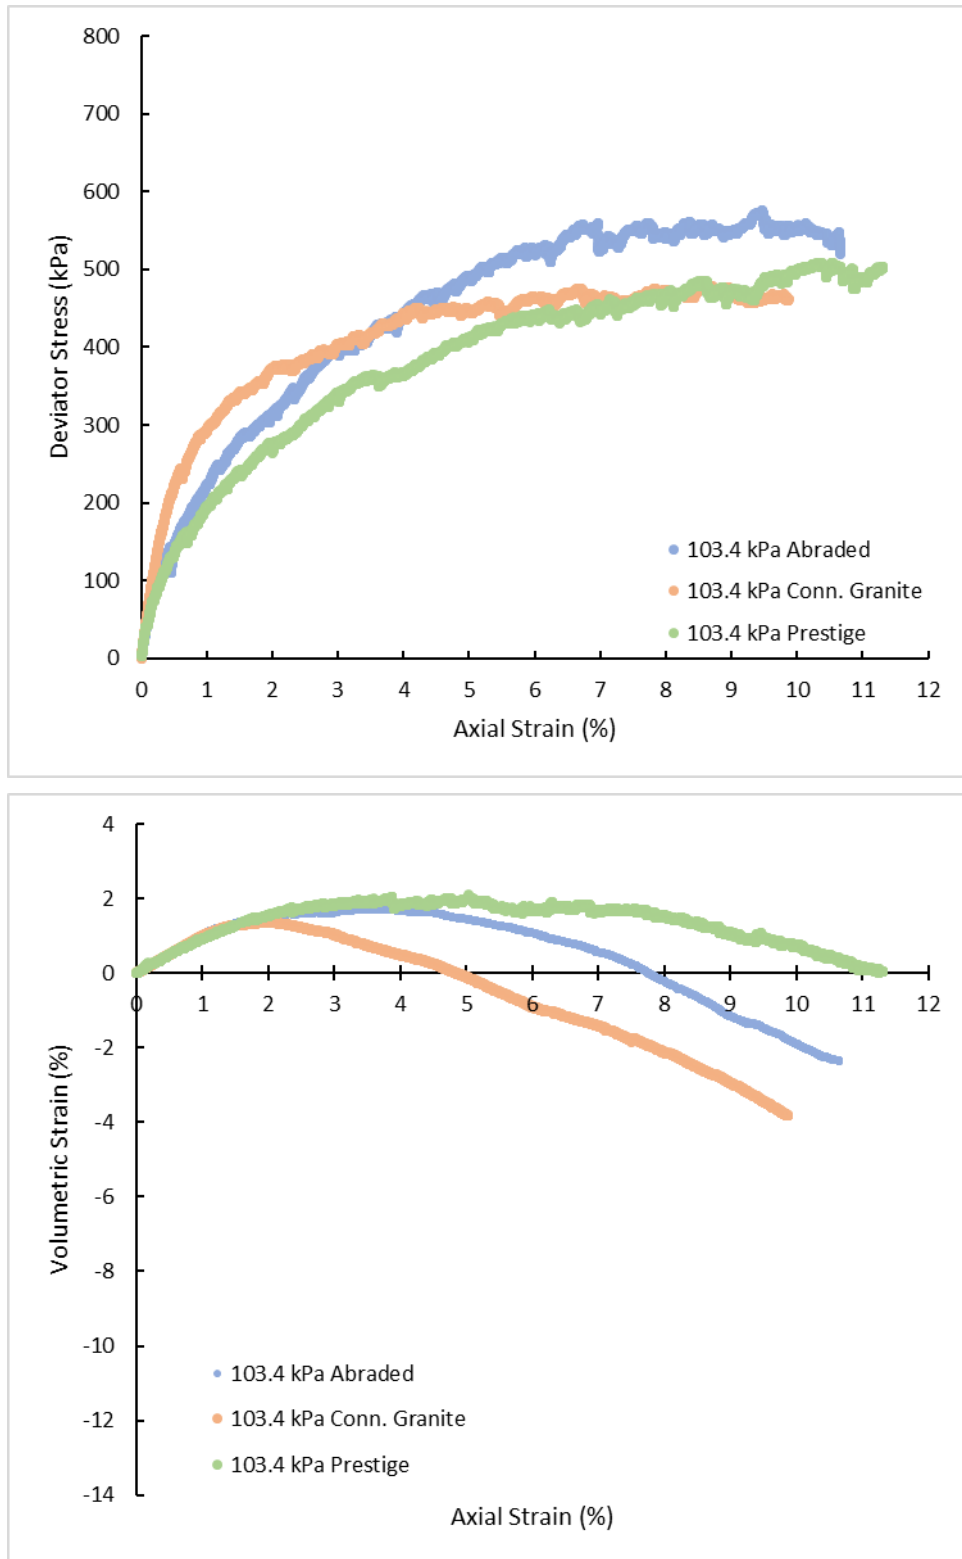 800
700
600
500
400
300
200
100
0
Deviator Stress (kPa)
103.4 kPa Abraded
103.4 kPa Conn. Granite
103.4 kPa Prestige
0 1 2 3 4 5 6 7 8 9 10 11 12
Axial Strain (%)
4
2
0
-2
-4
-6
-8
-10
-12
-14
0 1 2 3 4 5 6 7 8 9 10 11 12
Volumetric Strain (%)
103.4 kPa Abraded
103.4 kPa Conn. Granite
103.4 kPa Prestige
Axial Strain (%)